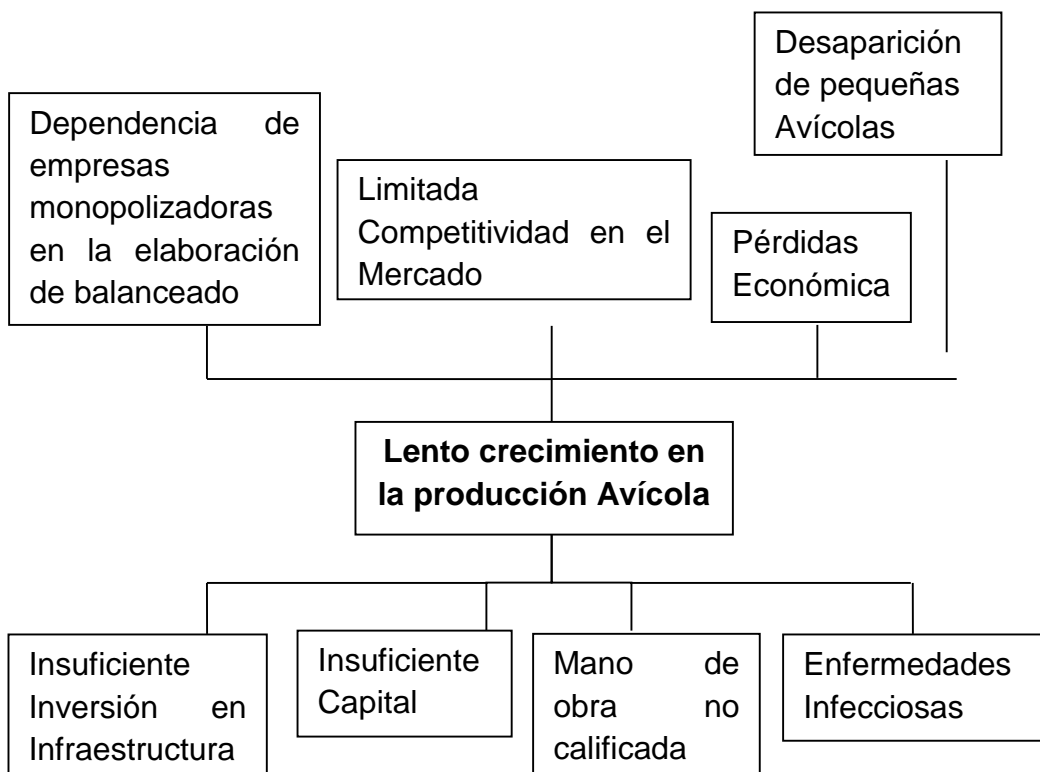 Desaparición
de pequeñas
Avícolas
Dependencia de
empresas
monopolizadoras
en la elaboración
de balanceado
Limitada
Competitividad en el
Mercado
Pérdidas
Económica
Lento crecimiento en
la producción Avícola
Insuficiente
Inversión en
Infraestructura
Insuficiente
Capital
Mano de
obra no
calificada
Enfermedades
Infecciosas